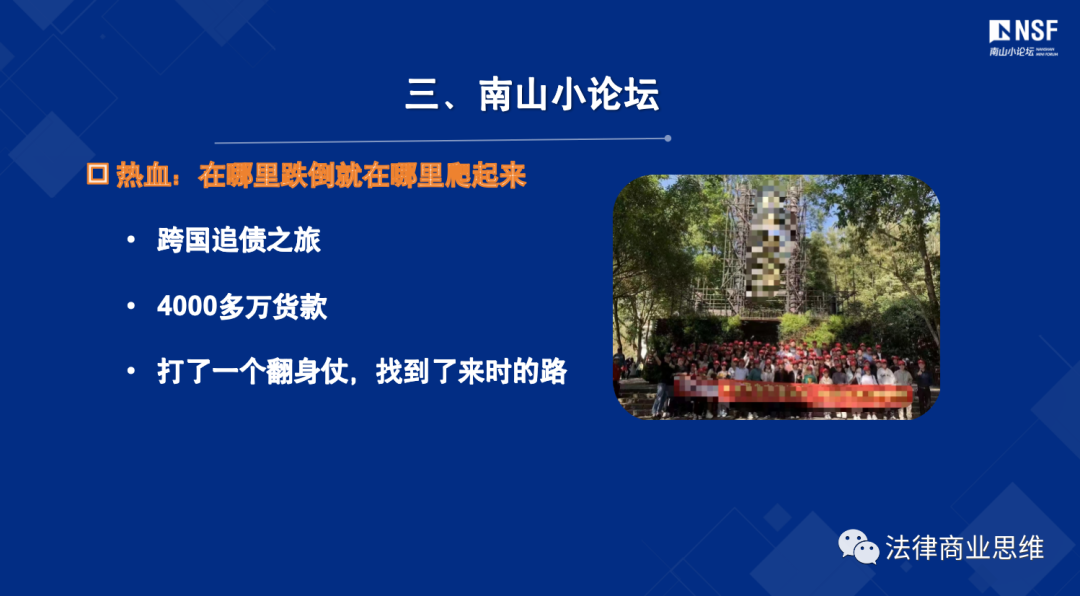 NSF
南山小论坛 NANSHAN MINI FORUM
三、南山小论坛
热血：在哪里跌倒就在哪里爬起来
• 跨国追债之旅
• 4000多万货款
• 打了一个翻身仗，找到了来时的路
法律商业思维